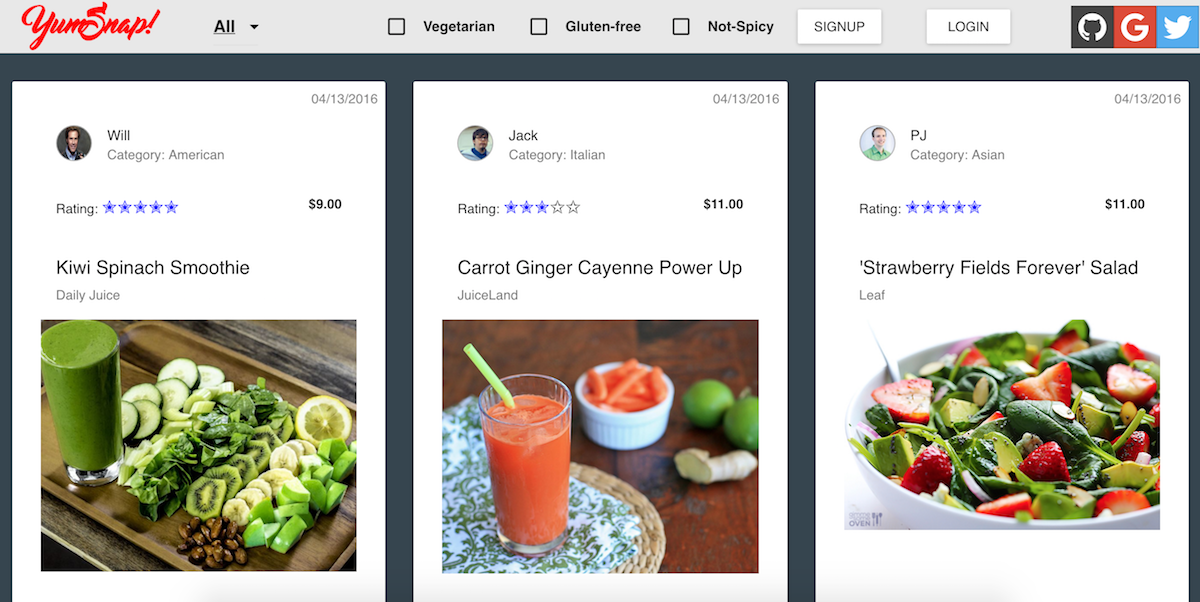 YumSnap!
All
Vegetarian
Gluten-free
Not-Spicy
SIGNUP
LOGIN
04/13/2016
Will
Category: American
Rating:
$9.00
Kiwi Spinach Smoothie
Daily Juice
04/13/2016
Jack
Category: Italian
Rating:
$11.00
Carrot Ginger Cayenne Power Up
JuiceLand
04/13/2016
PJ
Category: Asian
Rating:
$11.00
'Strawberry Fields Forever' Salad
Leaf
OVEN